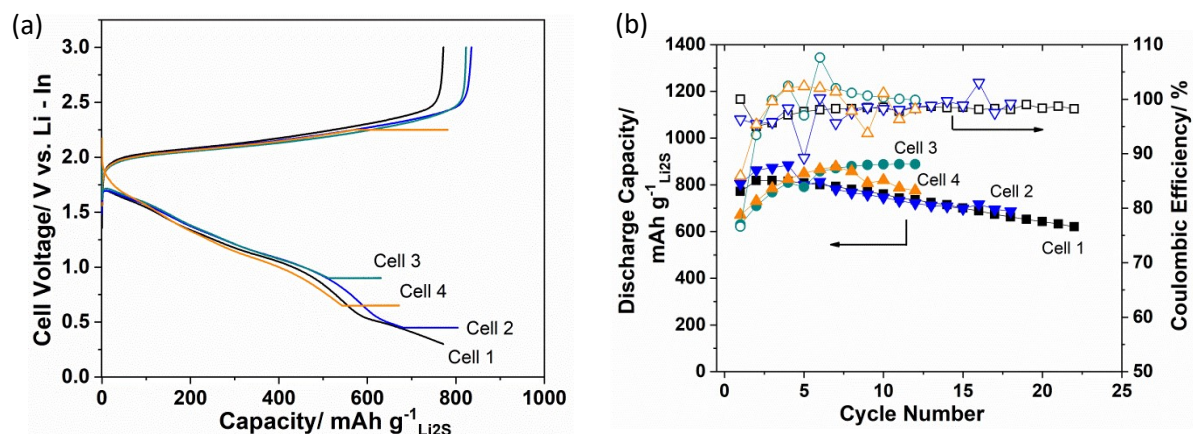 (a)
3.0
2.5
2.0
1.5
1.0
0.5
0.0
Cell Voltage/ V vs. Li - In
Cell 3
Cell 4
Cell 2
Cell 1
0 200 400 600 800 1000
Capacity/ mAh g-1Li2S
(b)
1400
1200
1000
800
600
400
200
0
Discharge Capacity/
mAh g-1Li2S
Cell 3
Cell 4
Cell 2
Cell 1
110
100
90
80
70
60
50
Coulombic Efficiency/ %
0 5 10 15 20 25
Cycle Number